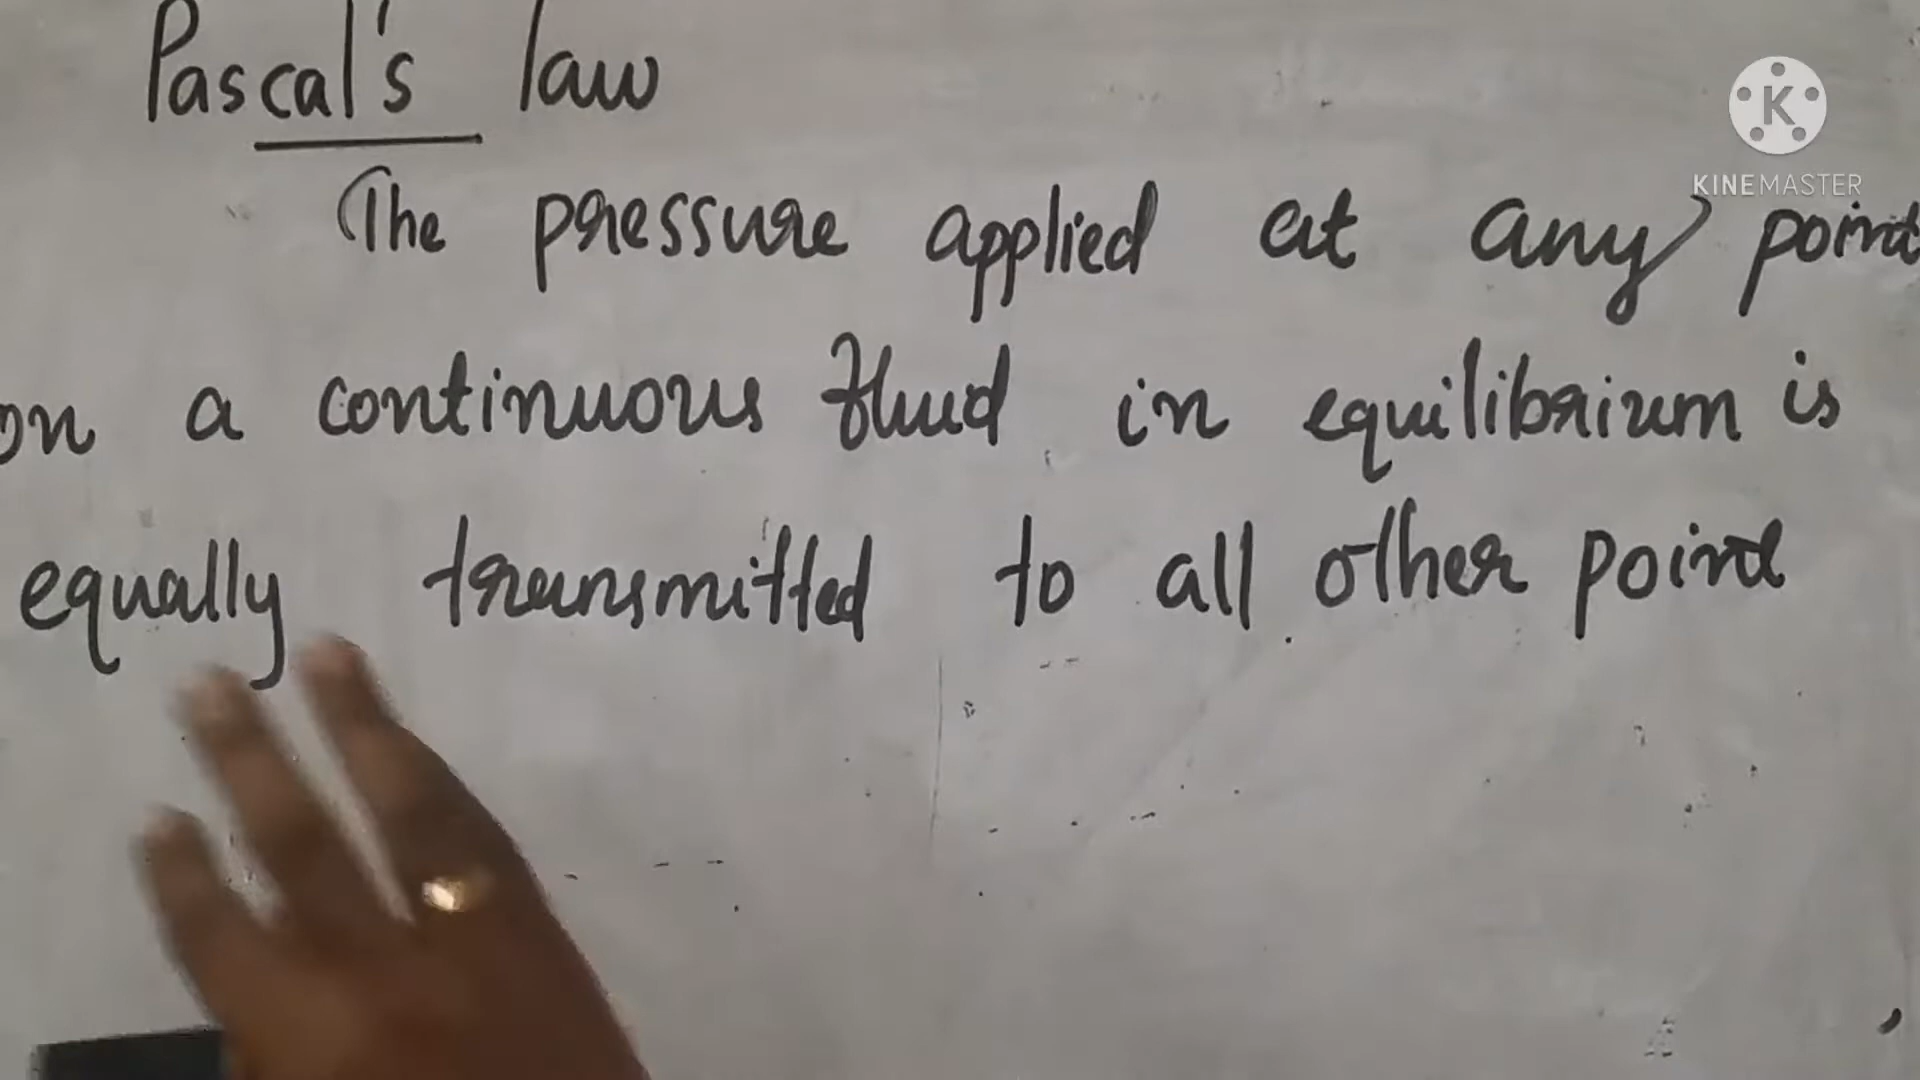 Pascal's law
KINEMASTER
The pressure applied at any point
on a continuous fluid in equilibrium is
equally transmitted to all other point